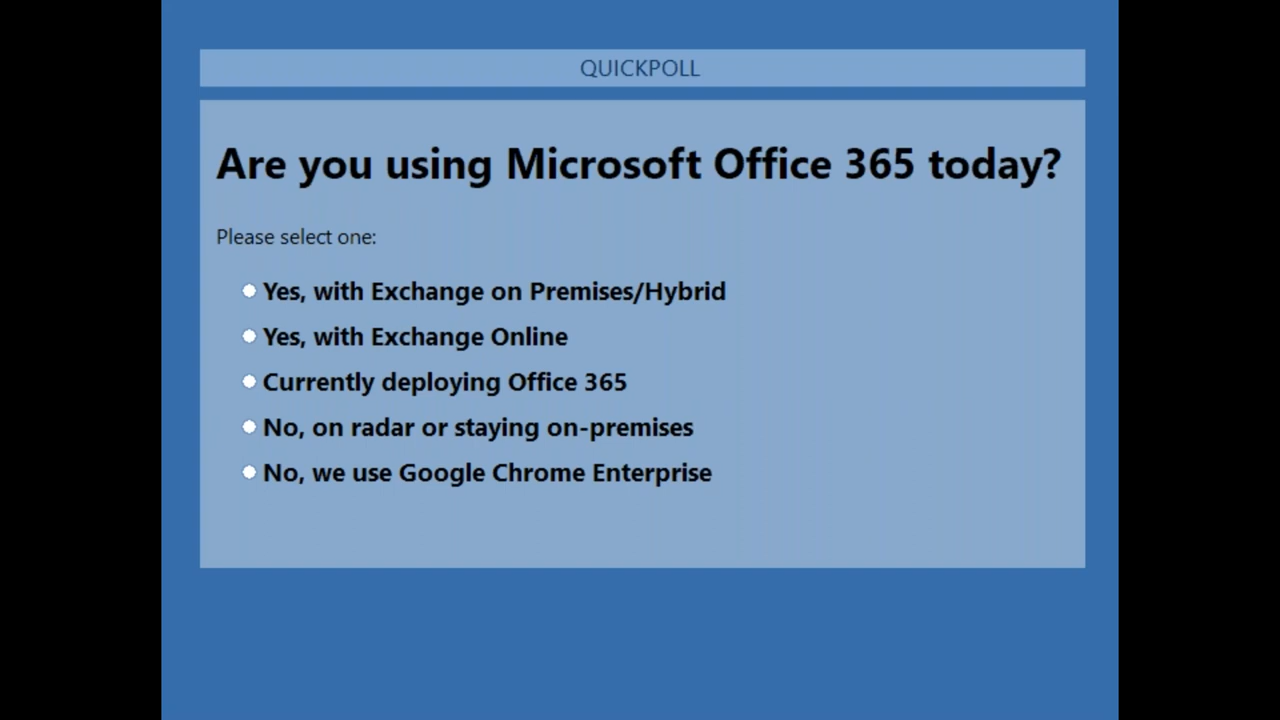 QUICKPOLL
Are you using Microsoft Office 365 today?
Please select one:
Yes, with Exchange on Premises/Hybrid
Yes, with Exchange Online
Currently deploying Office 365
No, on radar or staying on-premises
No, we use Google Chrome Enterprise